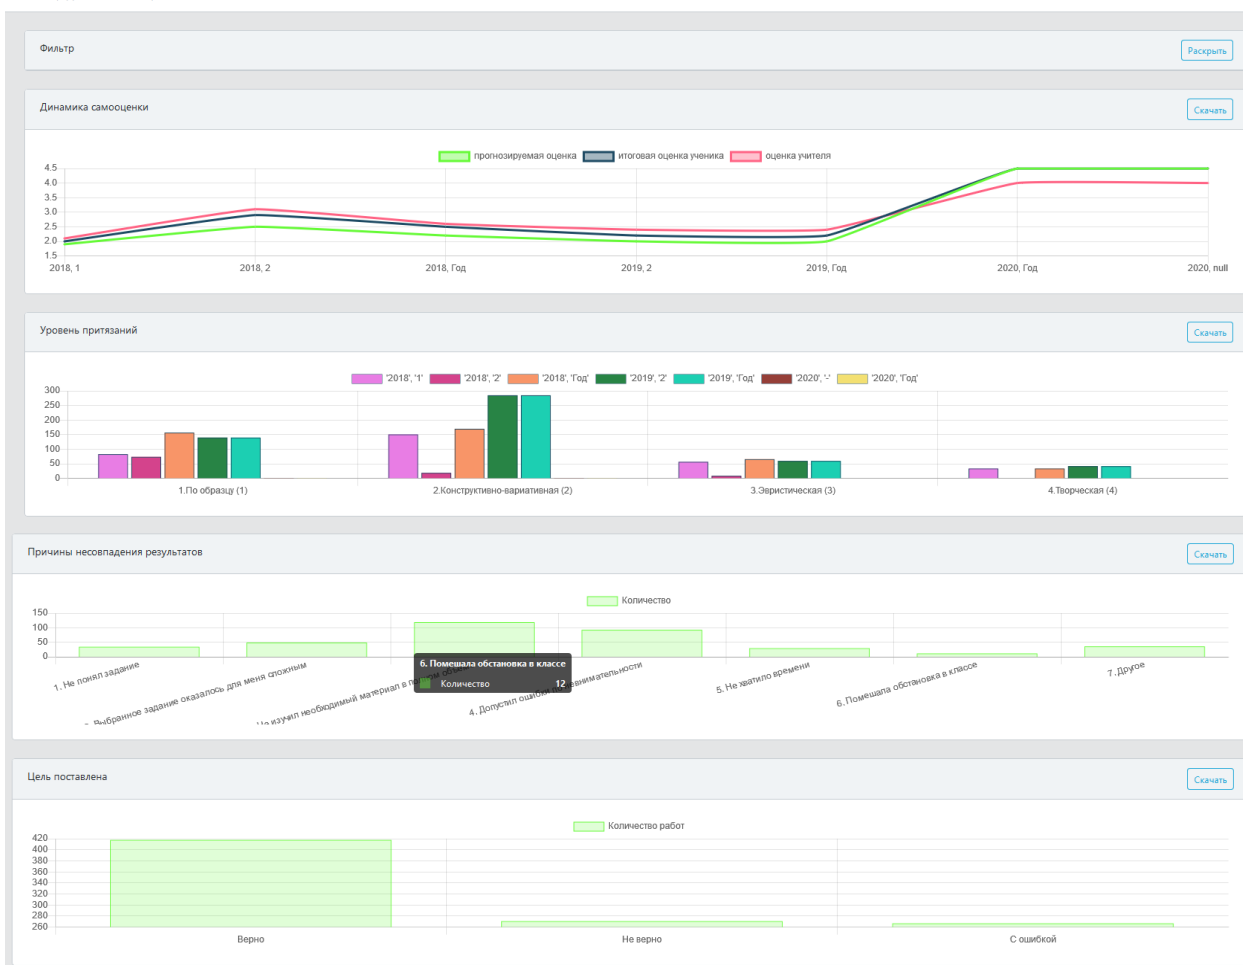 Фильтр
Раскрыть
Динамика самооценки
Скачать
прогнозируемая оценка итоговая оценка ученика оценка учителя
4.5
4.0
3.5
3.0
2.5
2.0
1.5
2018, 1 2018, 2 2018, Год 2019, 2 2019, Год 2020, Год 2020, null
Уровень притязаний
Скачать
'2018', '1' '2018', '2' '2018', 'Год' '2019', '2' '2019', 'Год' '2020', '-' '2020', 'Год'
300
250
200
150
100
50
0
1.По образцу (1) 2.Конструктивно-вариативная (2) 3.Эвристическая (3) 4.Творческая (4)
Причины несовпадения результатов
Скачать
Количество
150
100
50
0
6. Помешала обстановка в классе
Количество 12
1. Не понял задание
Выбранное задание оказалось для меня сложным
Не изучил необходимый материал в
4. Допустил ошибки
невнимательности
5. Не хватило времени
6. Помешала обстановка в классе
7. Другое
Цель поставлена
Скачать
Количество работ
420
400
380
360
340
320
300
280
260
Верно Не верно С ошибкой